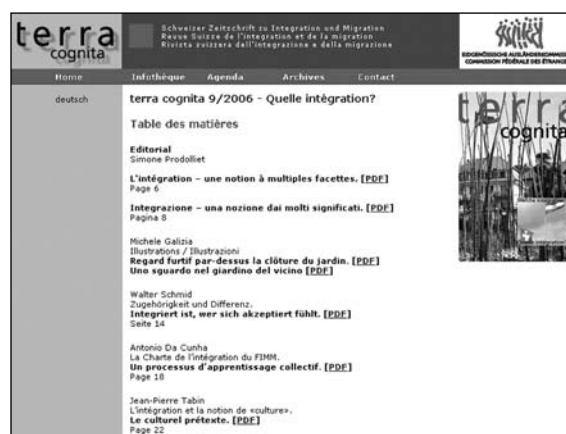 terra
cognita
Schweizer Zeitschrift zu Integration und Migration
Revue Suisse de l'intégration et de la migration
Rivista svizzera dell'integrazione e della migrazione
EIDGENÖSSISCHE AUSLÄNDERKOMMISS
COMMISSION FÉDÉRALE DES ÉTRANGE
Home Infothèque Agenda Archives Contact
deutsch
terra cognita 9/2006 - Quelle intégration?
Table des matières
Editorial
Simone Prodolliet
L'intégration – une notion à multiples facettes. [PDF]
Page 6
Integrazione – una nozione dai molti significati. [PDF]
Pagina 8
Michele Galizia
Illustrations / Illustrazioni
Regard furtif par-dessus la clôture du jardin. [PDF]
Uno sguardo nel giardino del vicino [PDF]
Walter Schmid
Zugehörigkeit und Differenz.
Integriert ist, wer sich akzeptiert fühlt. [PDF]
Seite 14
Antonio Da Cunha
La Charte de l'intégration du FIMM.
Un processus d'apprentissage collectif. [PDF]
Page 18
Jean-Pierre Tabin
L'intégration et la notion de «culture».
Le culturel prétexte. [PDF]
Page 22
terra
cognita